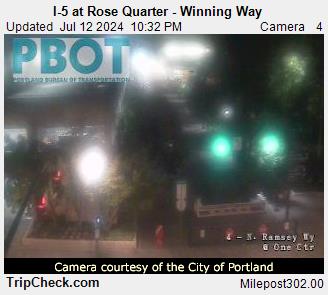 I-5 at Rose Quarter - Winning Way
Updated Jul 12 2024 10:32 PM Camera 4
PBOT
PORTLAND BUREAU OF TRANSPORTATION
4 - N. Ramsey Wy
@ One Ctr
Camera courtesy of the City of Portland
TripCheck.com Milepost302.00